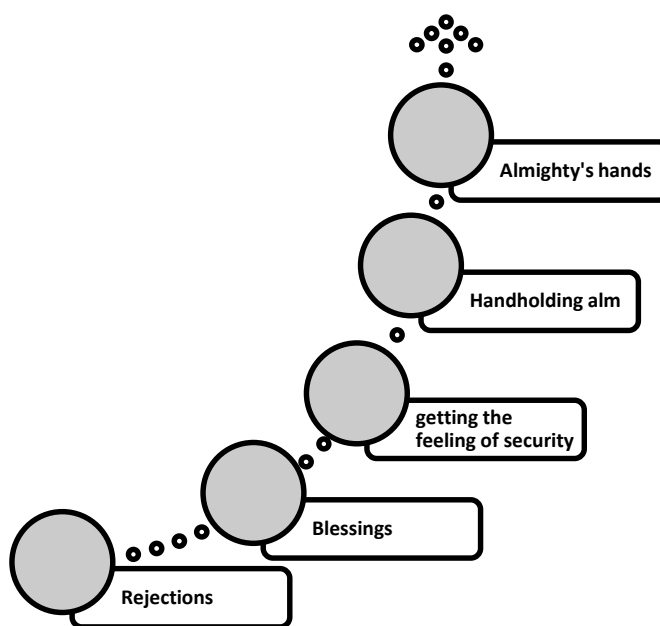 Almighty's hands
Handholding alm
getting the
feeling of security
Blessings
Rejections